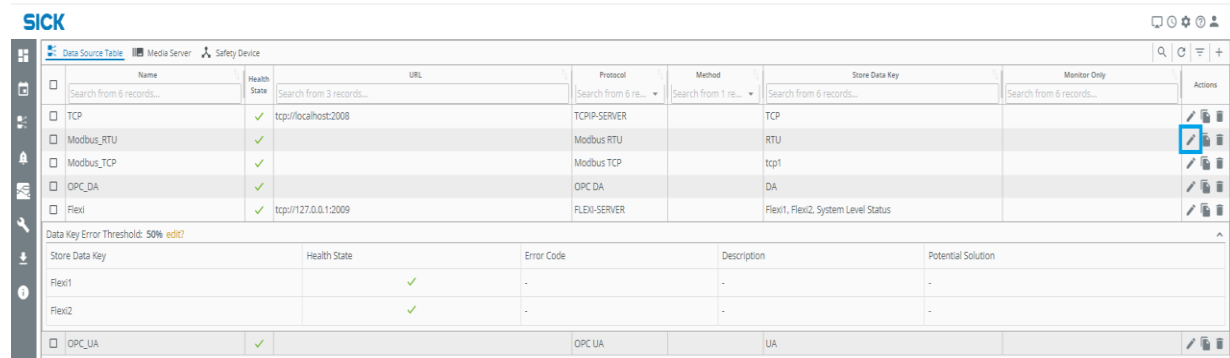 SICK
Data Source Table Media Server Safety Device
Name Health State URL Protocol Method Store Data Key Monitor Only Actions
Search from 6 records... Search from 3 records... Search from 6 re... Search from 1 re... Search from 6 records... Search from 6 records...
TCP tcp://localhost:2008 TCPIP-SERVER TCP
Modbus_RTU Modbus RTU RTU
Modbus_TCP Modbus TCP tcp1
OPC_DA OPC DA DA
Flexi tcp://127.0.0.1:2009 FLEXI-SERVER Flexi1, Flexi2, System Level Status
Data Key Error Threshold: 50% edit?
Store Data Key Health State Error Code Description Potential Solution
Flexi1 - - -
Flexi2 - - -
OPC_UA OPC UA UA